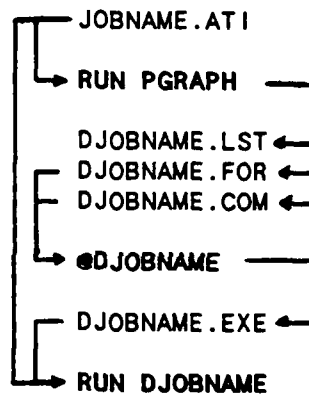 JOBNAME.ATI
RUN PGRAPH
DJOBNAME.LST
DJOBNAME.FOR
DJOBNAME.COM
@DJOBNAME
DJOBNAME.EXE
RUN DJOBNAME